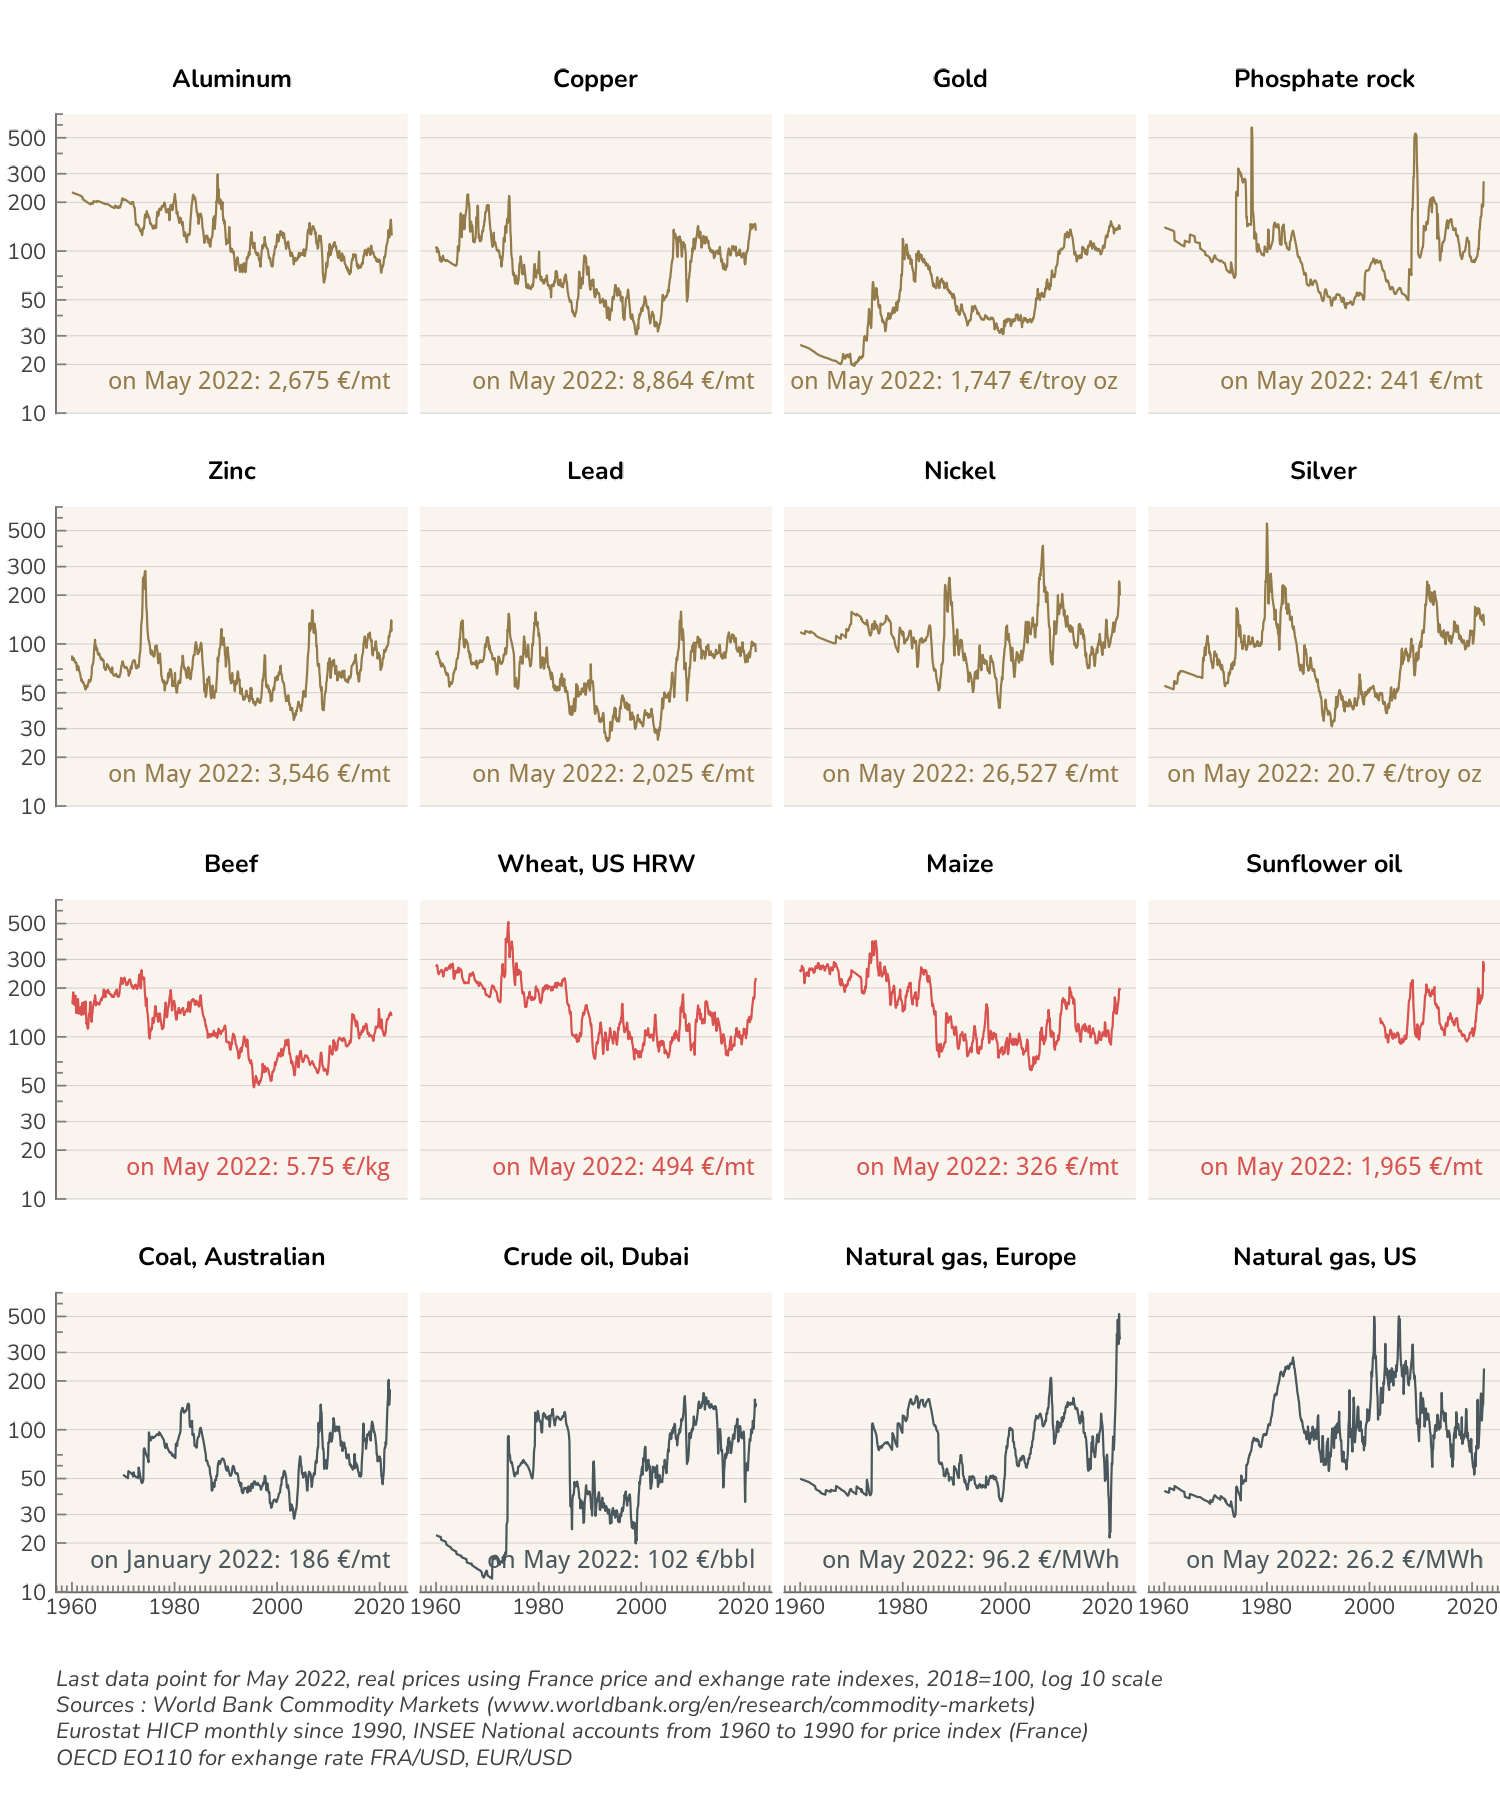 Aluminum Copper Gold Phosphate rock
500
300
200
100
50
30
20
on May 2022: 2,675 €/mt on May 2022: 8,864 €/mt on May 2022: 1,747 €/troy oz on May 2022: 241 €/mt
10
Zinc Lead Nickel Silver
500
300
200
100
50
30
20
on May 2022: 3,546 €/mt on May 2022: 2,025 €/mt on May 2022: 26,527 €/mt on May 2022: 20.7 €/troy oz
10
Beef Wheat, US HRW Maize Sunflower oil
500
300
200
100
50
30
20
on May 2022: 5.75 €/kg on May 2022: 494 €/mt on May 2022: 326 €/mt on May 2022: 1,965 €/mt
10
Coal, Australian Crude oil, Dubai Natural gas, Europe Natural gas, US
500
300
200
100
50
30
20
on January 2022: 186 €/mt on May 2022: 102 €/bbl on May 2022: 96.2 €/MWh on May 2022: 26.2 €/MWh
10
1960 1980 2000 2020 1960 1980 2000 2020 1960 1980 2000 2020 1960 1980 2000 2020
Last data point for May 2022, real prices using France price and exhange rate indexes, 2018=100, log 10 scale
Sources : World Bank Commodity Markets (www.worldbank.org/en/research/commodity-markets)
Eurostat HICP monthly since 1990, INSEE National accounts from 1960 to 1990 for price index (France)
OECD EO110 for exhange rate FRA/USD, EUR/USD